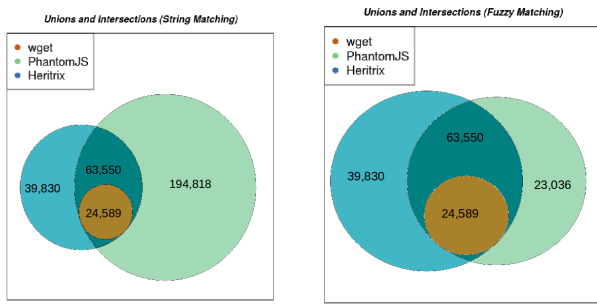 Unions and Intersections (String Matching)
wget
PhantomJS
Heritrix
63,550
39,830
194,818
24,589
Unions and Intersections (Fuzzy Matching)
wget
PhantomJS
Heritrix
63,550
39,830
23,036
24,589